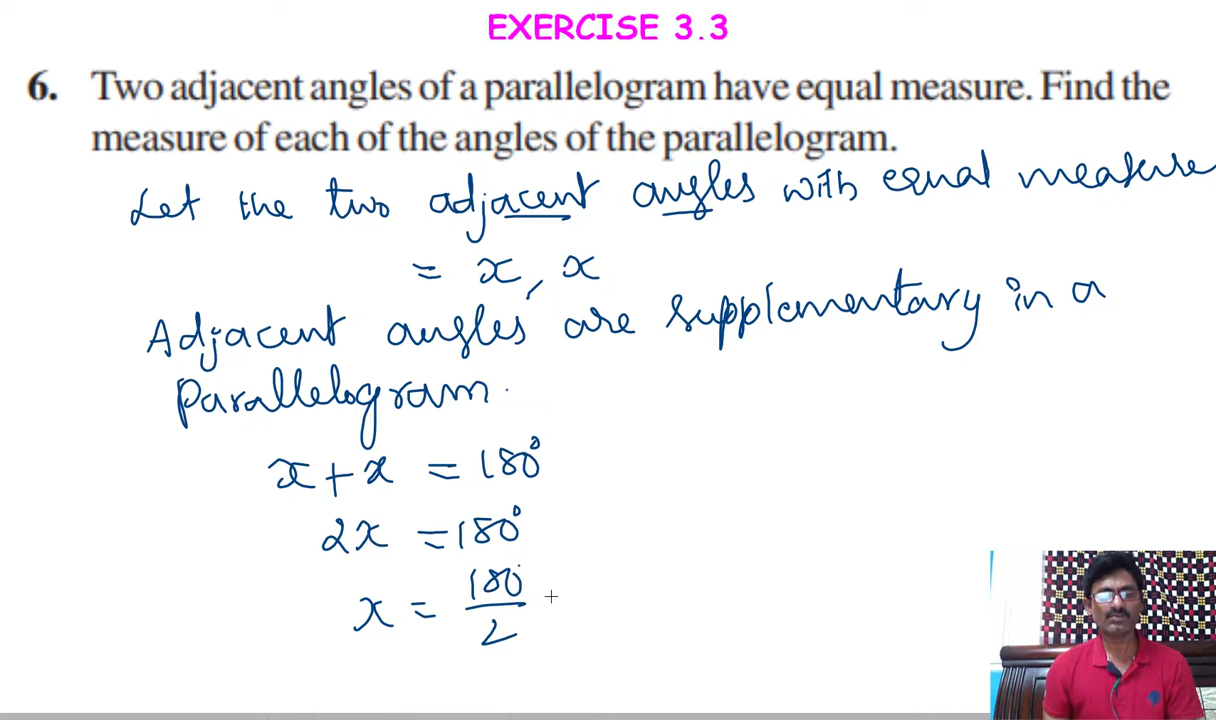 EXERCISE 3.3
6. Two adjacent angles of a parallelogram have equal measure. Find the
measure of each of the angles of the parallelogram.
Let the two adjacent angles with equal measure
= x, x
Adjacent angles are supplementary in a
parallelogram.
x + x = 180°
2x = 180°
x = 180° / 2